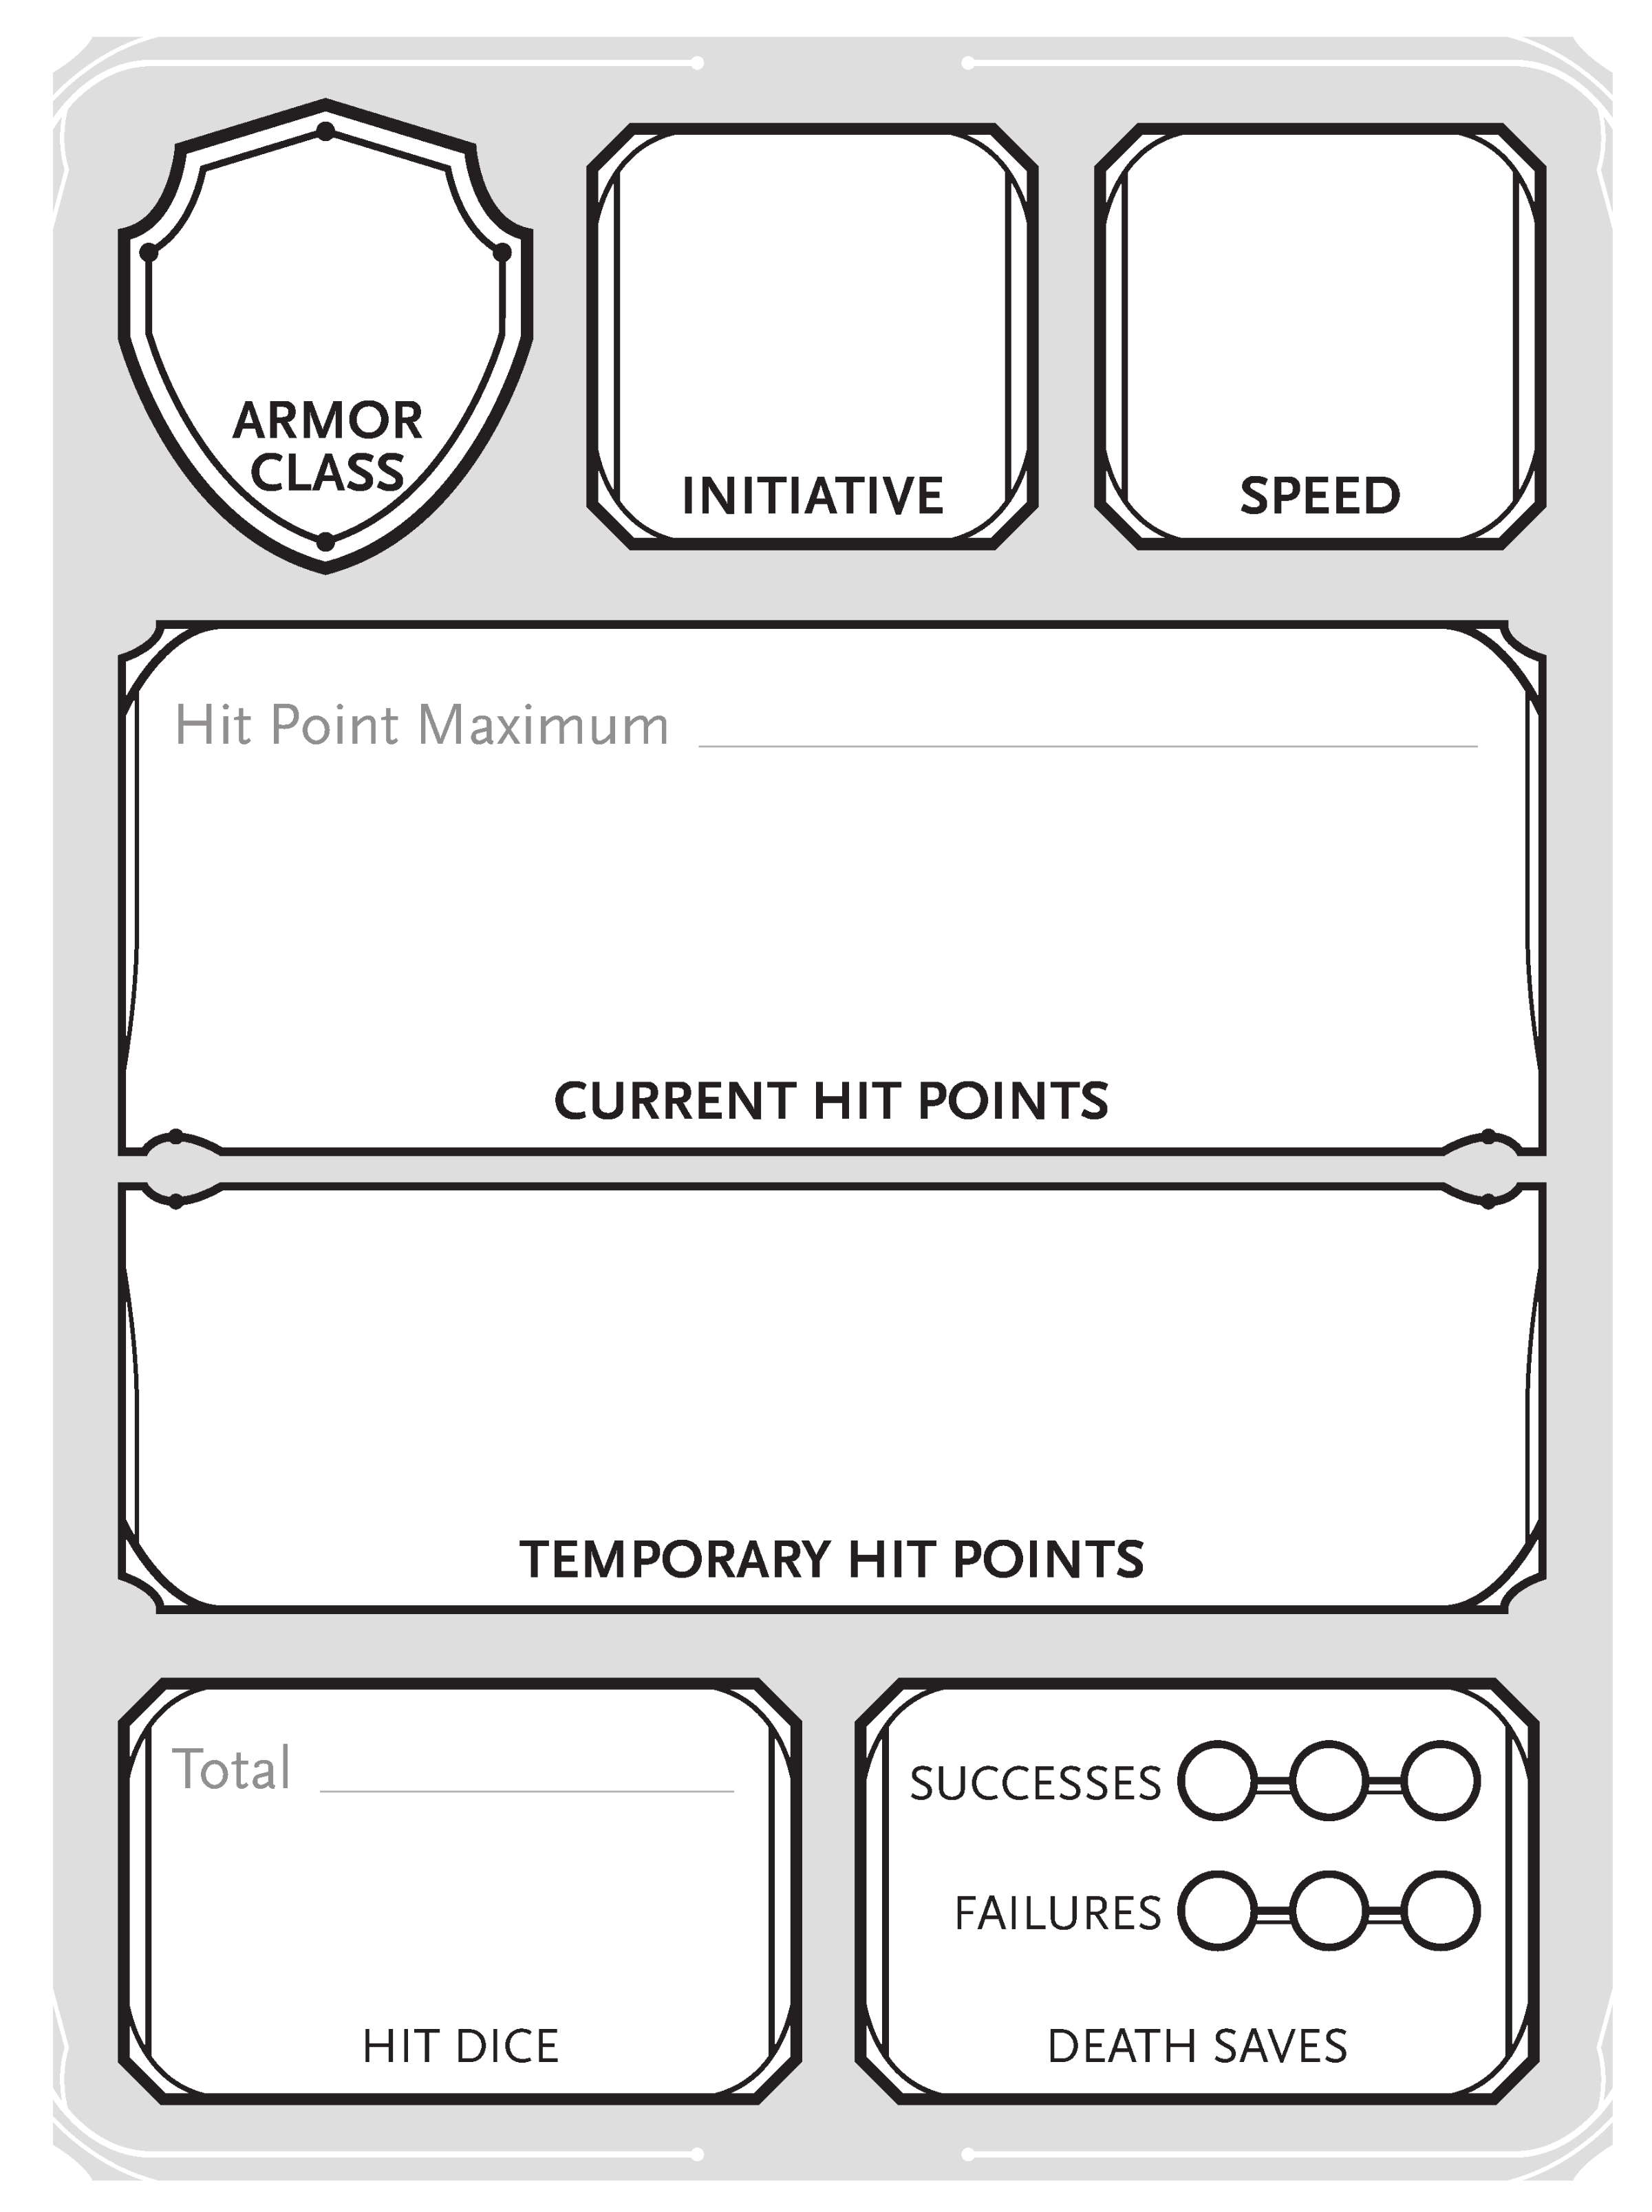 ARMOR
CLASS
INITIATIVE
SPEED
Hit Point Maximum
CURRENT HIT POINTS
TEMPORARY HIT POINTS
Total
HIT DICE
SUCCESSES
FAILURES
DEATH SAVES